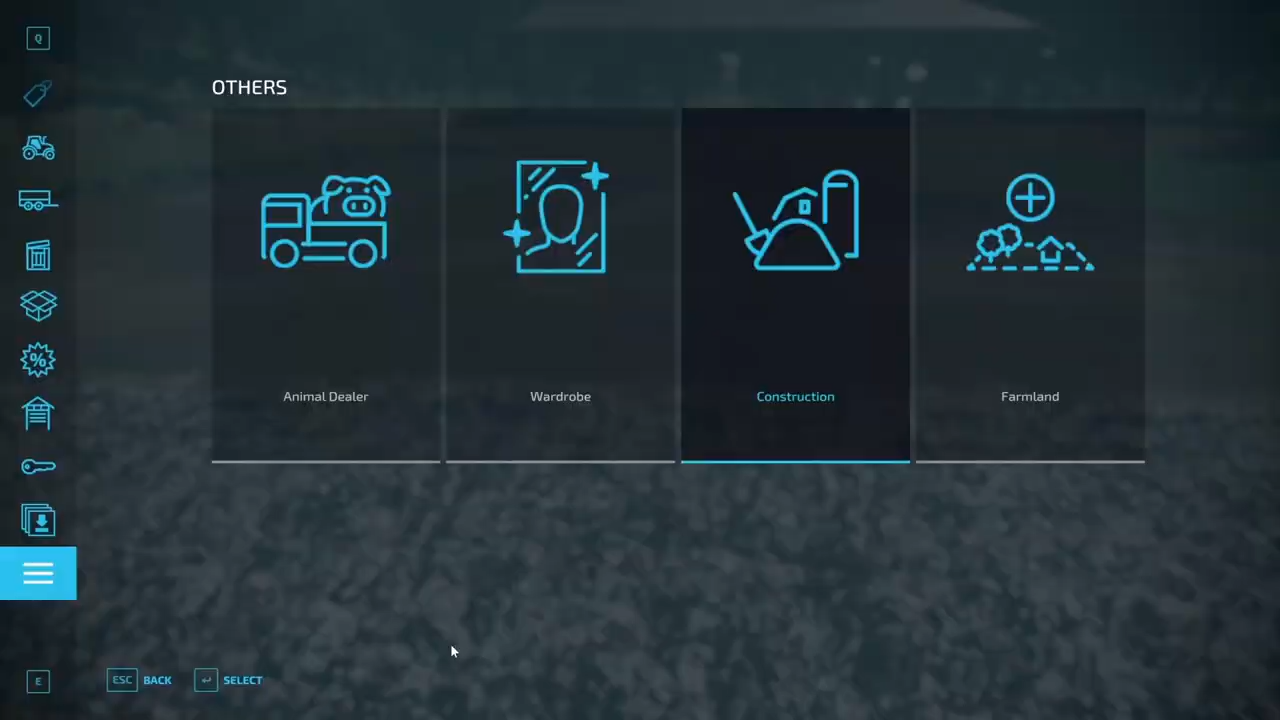 Q
OTHERS
%
Animal Dealer
Wardrobe
Construction
Farmland
E
ESC BACK
SELECT